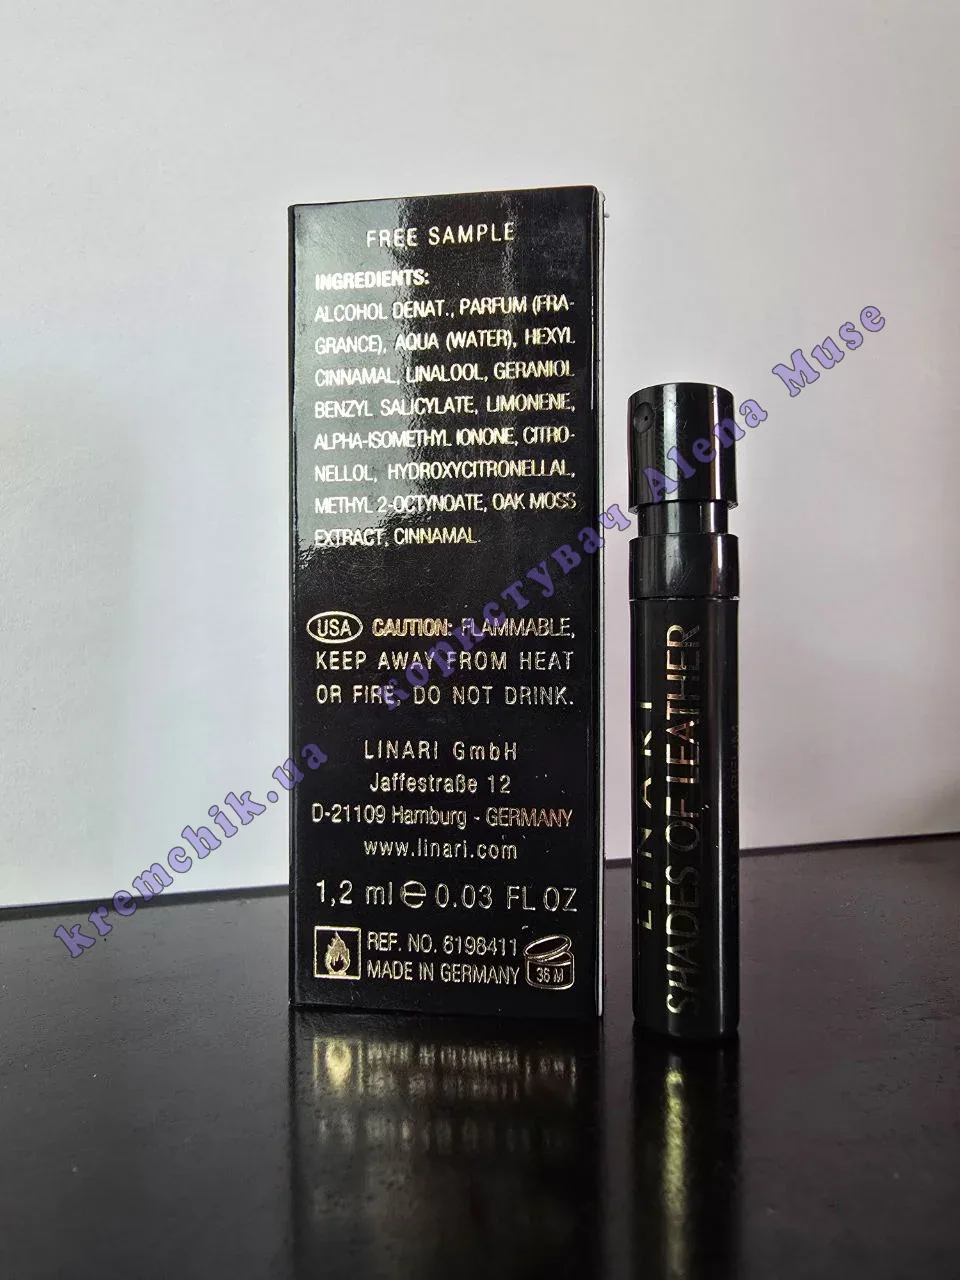 FREE SAMPLE
INGREDIENTS:
ALCOHOL DENAT., PARFUM (FRA-
GRANCE), AQUA (WATER), HEXYL
CINNAMAL, LINALOOL, GERANIOL
BENZYL SALICYLATE, LIMONENE,
ALPHA-ISOMETHYL IONONE, CITRO-
NELLOL, HYDROXYCITRONELLAL,
METHYL 2-OCTYNOATE, OAK MOSS
EXTRACT, CINNAMAL.
USA CAUTION: FLAMMABLE,
KEEP AWAY FROM HEAT
OR FIRE, DO NOT DRINK.
LINARI GmbH
Jaffestraße 12
D-21109 Hamburg - GERMANY
www.linari.com
1,2 ml e 0.03 FL OZ
REF. NO. 6198411
MADE IN GERMANY
36 M
LINARI
SHADES OF LEATHER
kremchik.ua користувач Alena Muse